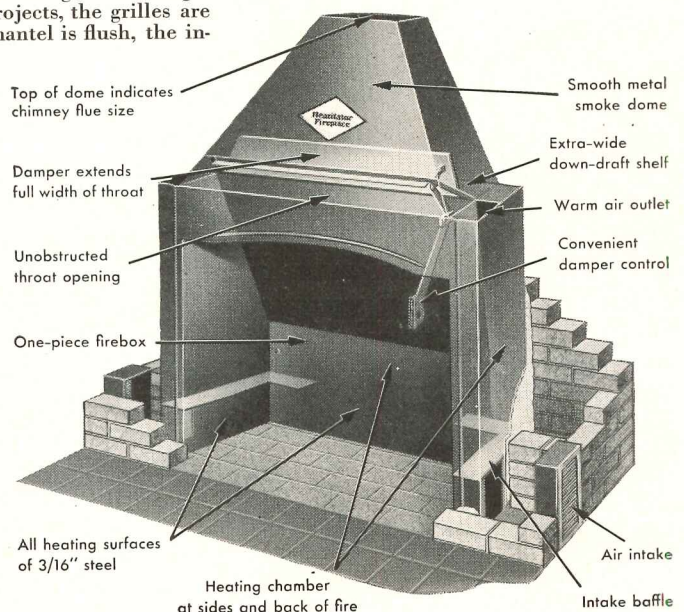 rojects, the grilles are
antel is flush, the in-
Top of dome indicates
chimney flue size
Smooth metal
smoke dome
Heatilator
Fireplace
Extra-wide
down-draft shelf
Damper extends
full width of throat
Warm air outlet
Convenient
damper control
Unobstructed
throat opening
One-piece firebox
All heating surfaces
of 3/16" steel
Heating chamber
at sides and back of fire
Air intake
Intake baffle